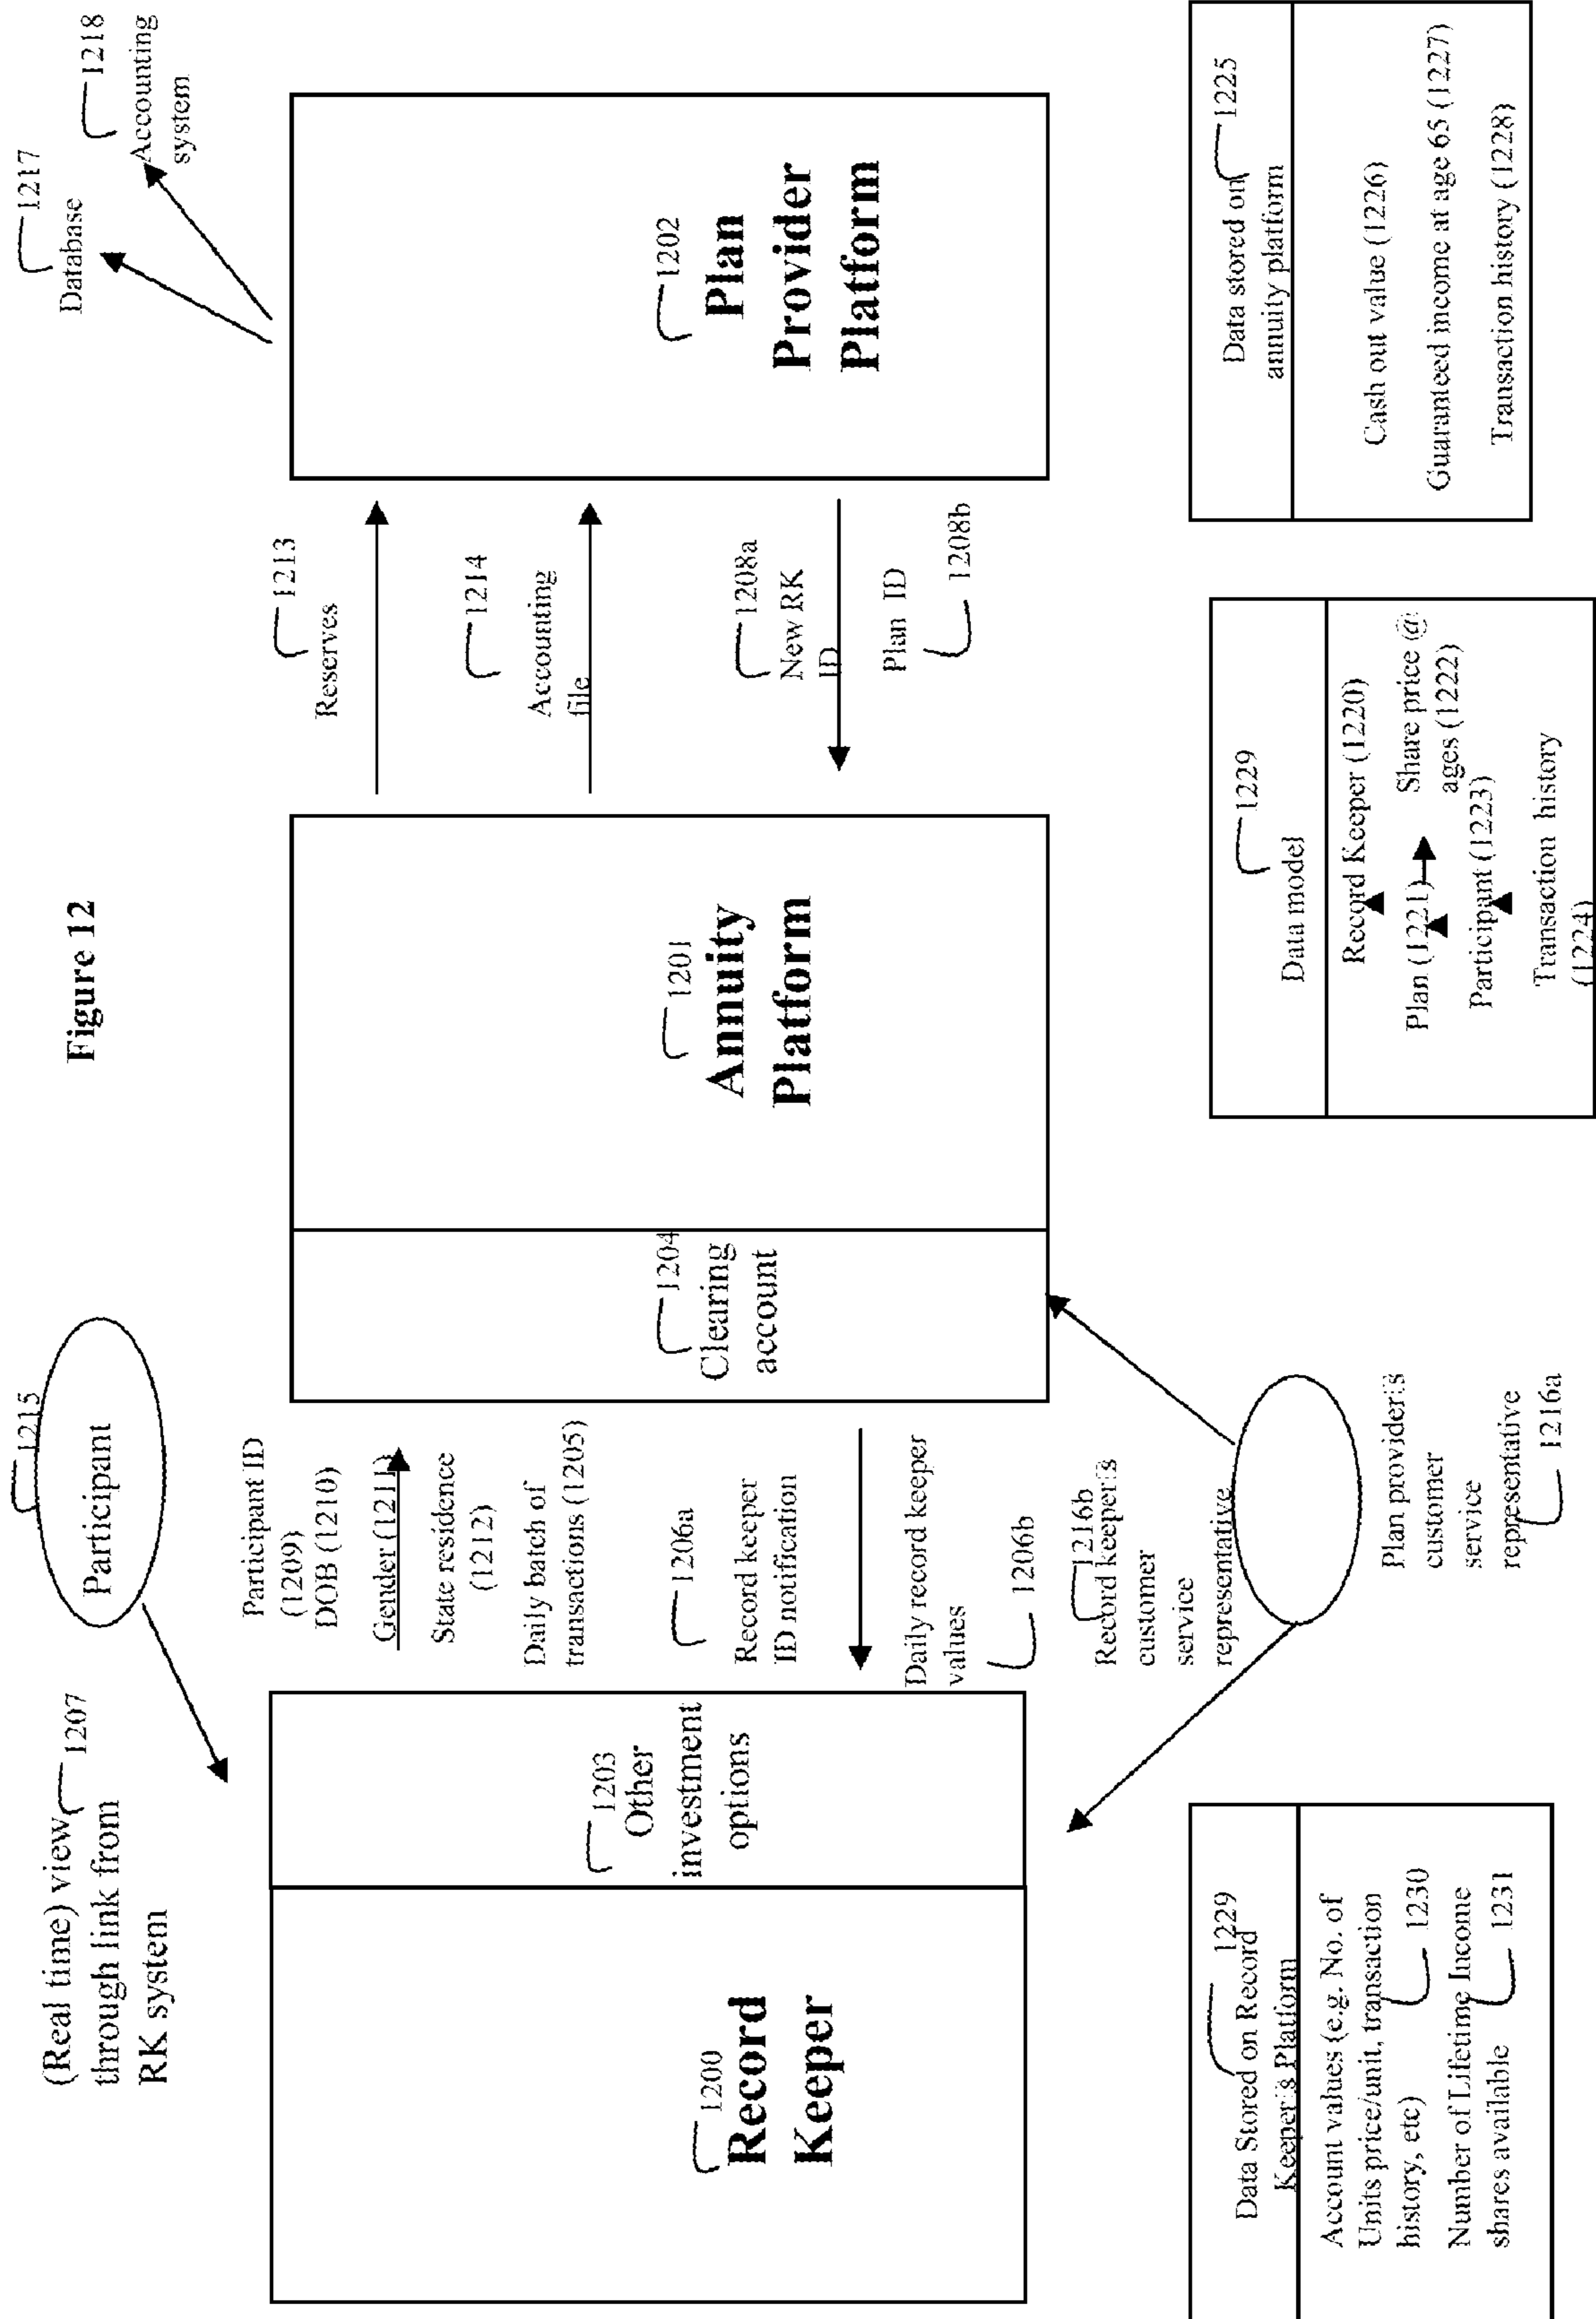 Figure 12
(Real time) view
through link from
RK system
1207
1215
Participant
1217
Database
1218
Accounting
system
1200
Record
Keeper
1203
Other
investment
options
Participant ID
(1209)
DOB (1210)
Gender (1211)
State residence
(1212)
Daily batch of
transactions (1205)
1206a
Record keeper
ID notification
Daily record keeper
values
1206b
1204
Clearing
account
1201
Annuity
Platform
1213
Reserves
1214
Accounting
file
1208a
New RK
ID
Plan ID
1208b
1202
Plan
Provider
Platform
1216b
Record keeper's
customer
service
representative
Plan provider's
customer
service
representative
1216a
1229
Data Stored on Record
Keeper's Platform
Account values (e.g. No. of
Units price/unit, transaction
history, etc)
1230
Number of Lifetime Income
shares available
1231
1229
Data model
Record Keeper (1220)
Plan (1221)
Share price @
ages (1222)
Participant (1223)
Transaction history
(1224)
1225
Data stored on
annuity platform
Cash out value (1226)
Guaranteed income at age 65 (1227)
Transaction history (1228)